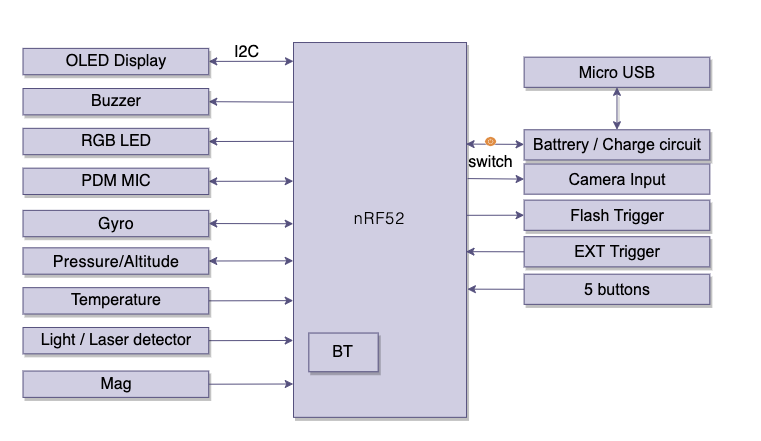 I2C
OLED Display
Buzzer
RGB LED
PDM MIC
Gyro
Pressure/Altitude
Temperature
Light / Laser detector
Mag
nRF52
BT
Micro USB
switch
Battrery / Charge circuit
Camera Input
Flash Trigger
EXT Trigger
5 buttons